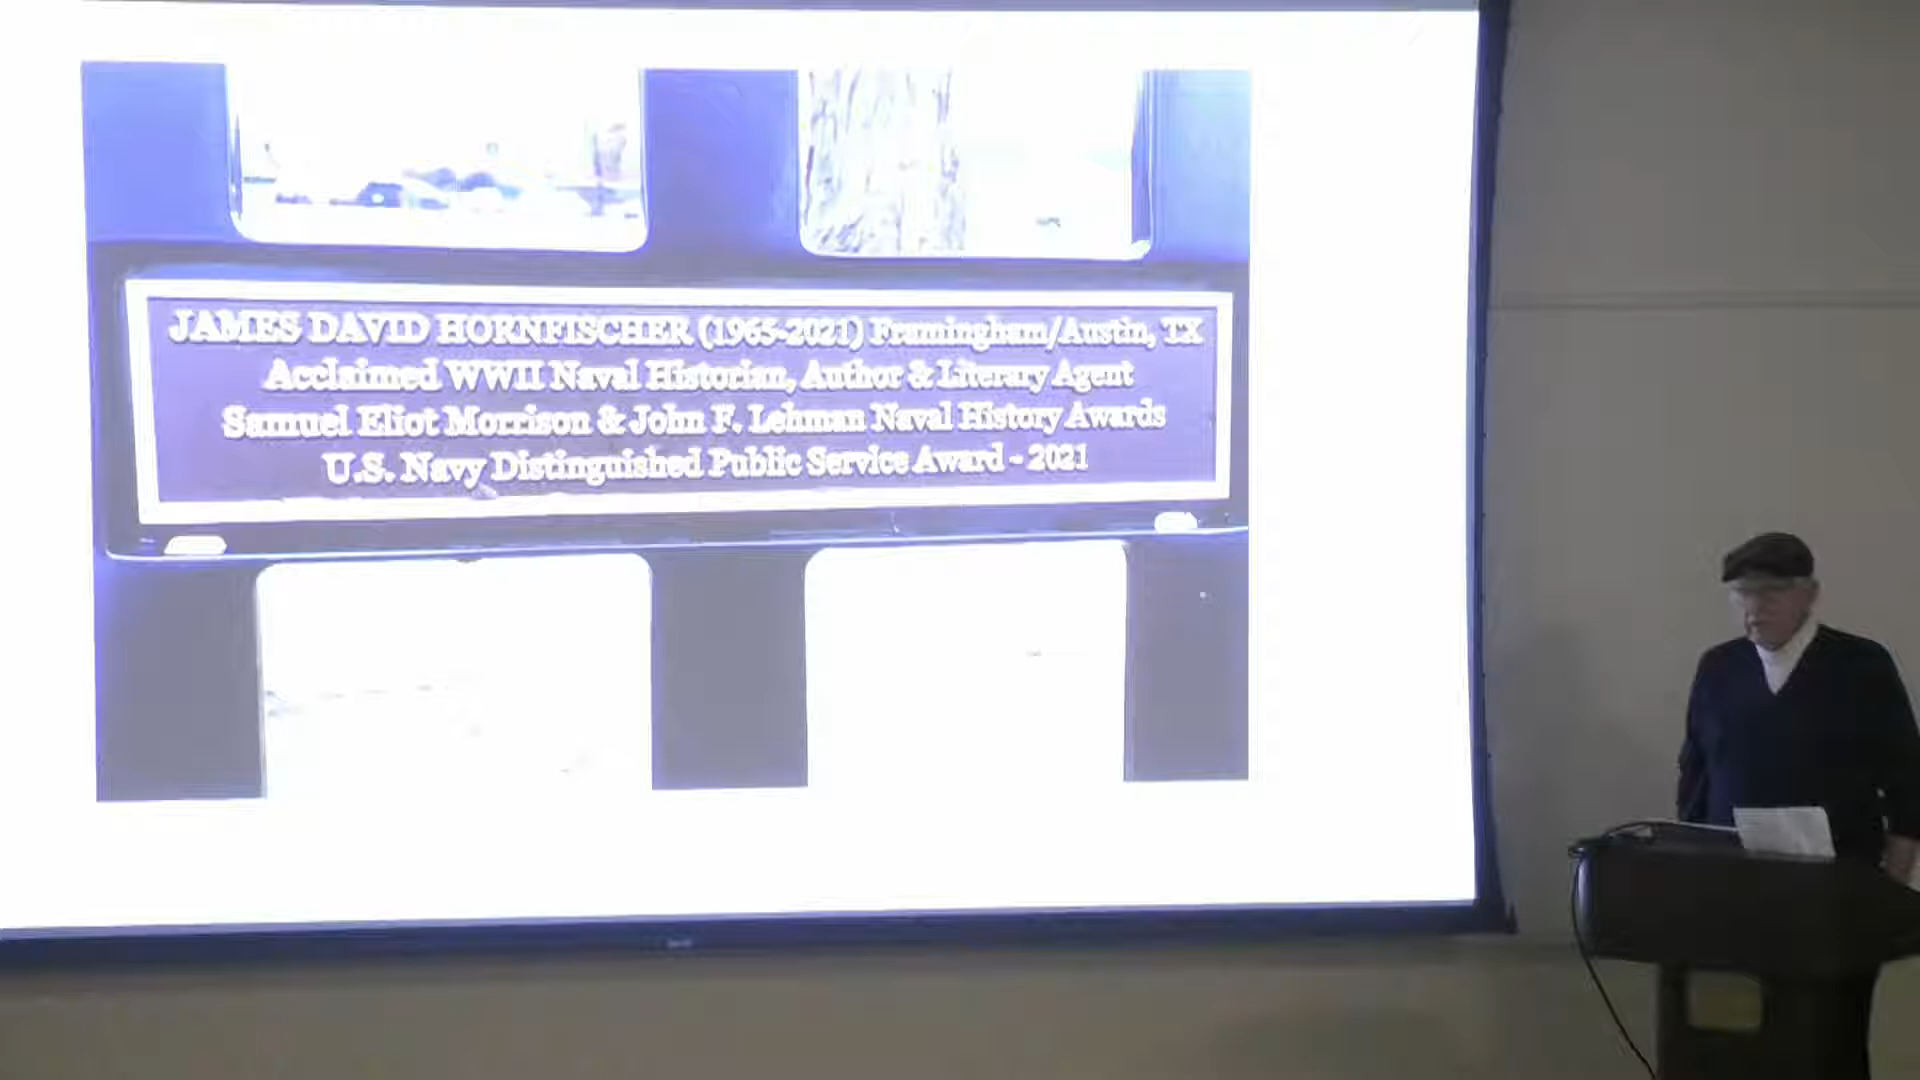 JAMES DAVID HORNFISCHER (1965-2021) Framingham/Austin, TX
Acclaimed WWII Naval Historian, Author & Literary Agent
Samuel Eliot Morrison & John F. Lehman Naval History Awards
U.S. Navy Distinguished Public Service Award - 2021